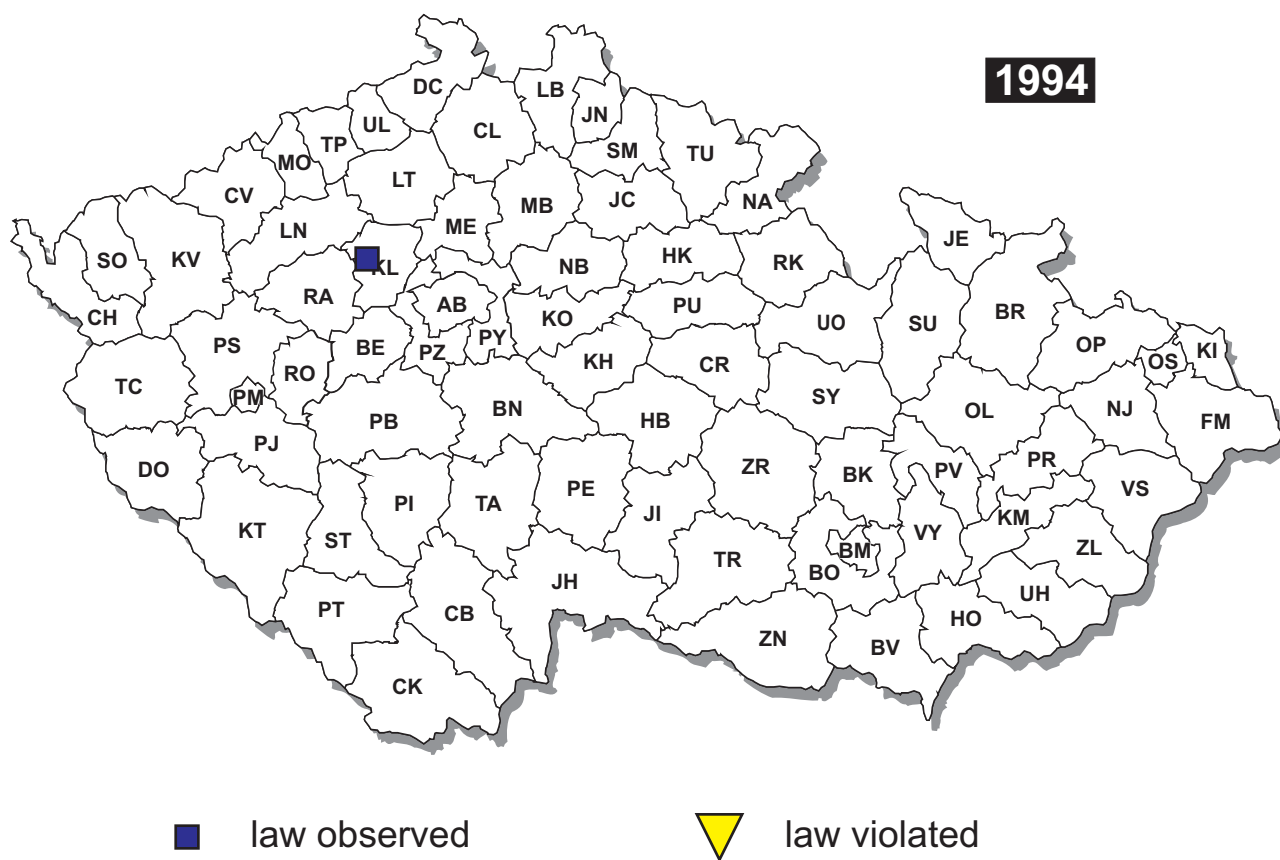 1994
DC
LB
JN
UL
CL
TP
MO
SM
TU
LT
CV
JC
NA
MB
LN
ME
JE
SO
KV
KL
NB
HK
RK
RA
AB
CH
KO
PU
UO
SU
BR
PS
BE
PZ
PY
KH
CR
OP
OS
KI
TC
RO
PM
PB
BN
HB
SY
OL
NJ
FM
DO
PJ
ZR
BK
PV
PR
VS
KT
ST
PI
TA
PE
JI
KM
TR
BO
BM
VY
ZL
PT
CB
JH
UH
ZN
BV
HO
CK
law observed
law violated